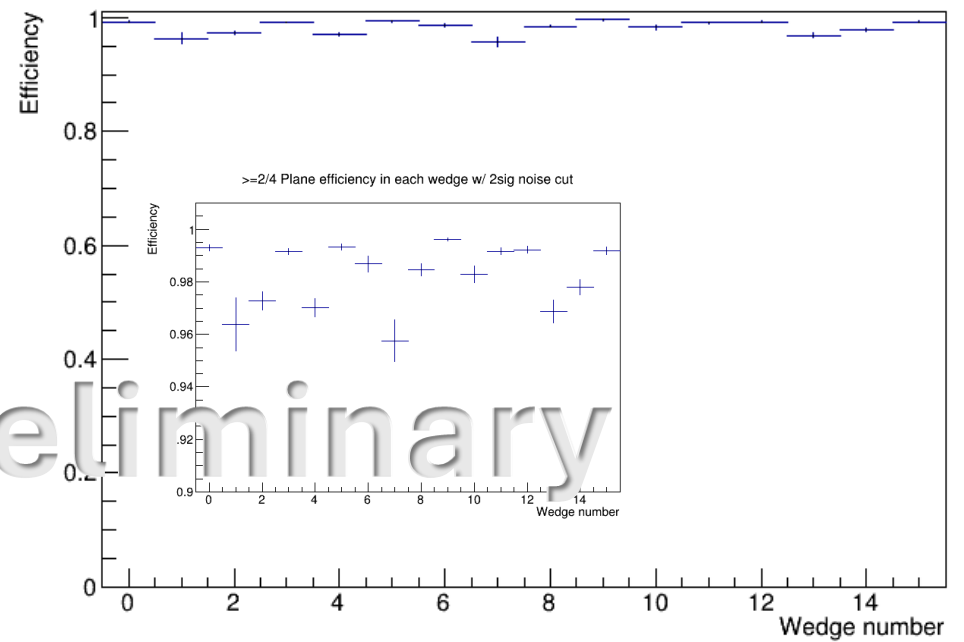 Efficiency
1
0.8
0.6
0.4
0.2
0
0 2 4 6 8 10 12 14
Wedge number
>=2/4 Plane efficiency in each wedge w/ 2sig noise cut
Efficiency
1
0.98
0.96
0.94
.92
0.9
0 2 4 6 8 10 12 14
Wedge number
eliminary